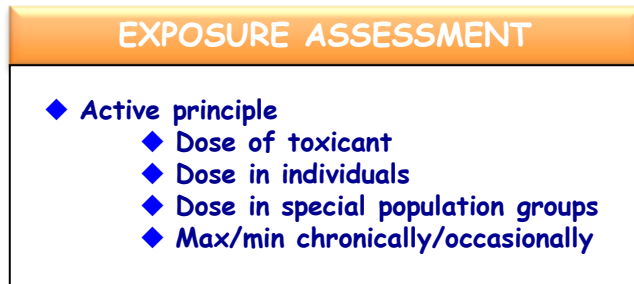 EXPOSURE ASSESSMENT
Active principle
Dose of toxicant
Dose in individuals
Dose in special population groups
Max/min chronically/occasionally